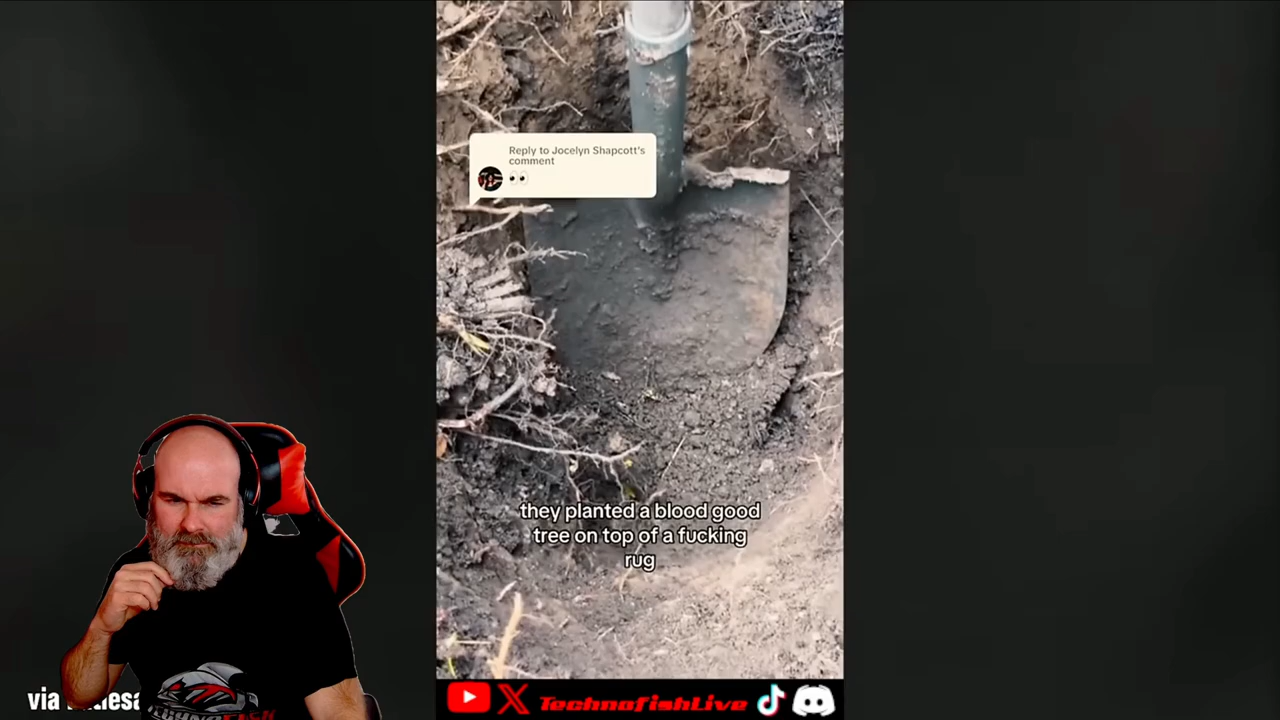 Reply to Jocelyn Shapcott's
comment
they planted a blood good
tree on top of a fucking
rug
via
TechnofishLive